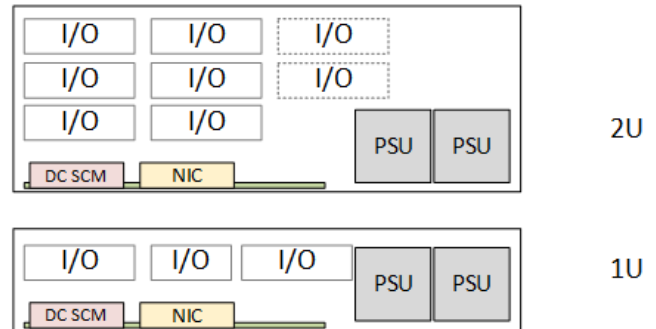 I/O I/O I/O
I/O I/O I/O
I/O I/O
PSU PSU
2U
DC SCM NIC
I/O I/O I/O
PSU PSU
1U
DC SCM NIC